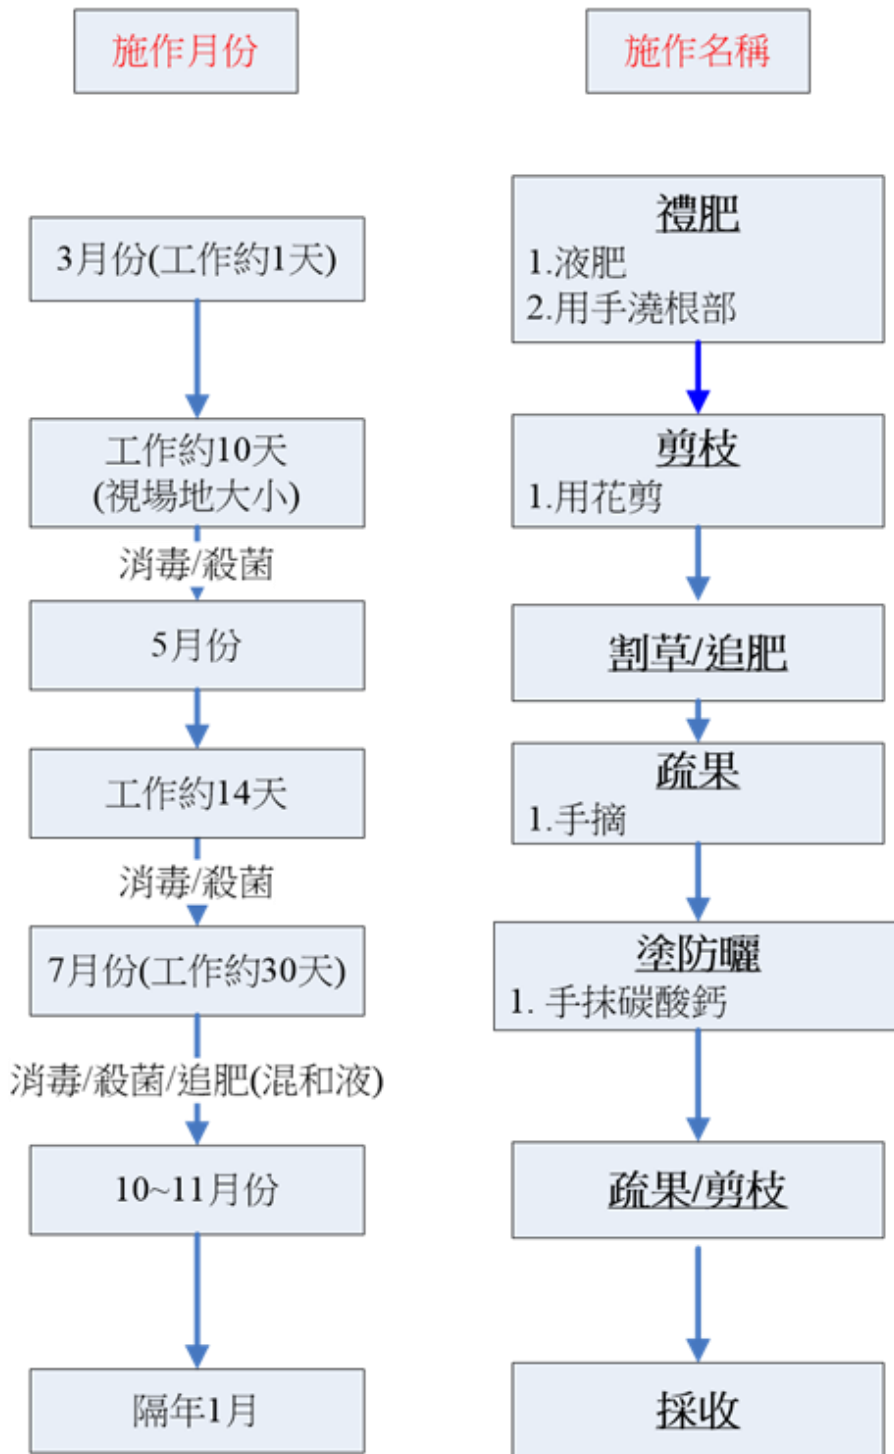 施作月份
施作名稱
3月份(工作約1天)
禮肥
1.液肥
2.用手澆根部
工作約10天
(視場地大小)
剪枝
1.用花剪
消毒/殺菌
5月份
割草/追肥
工作約14天
疏果
1.手摘
消毒/殺菌
7月份(工作約30天)
塗防曬
1. 手抹碳酸鈣
消毒/殺菌/追肥(混和液)
10~11月份
疏果/剪枝
隔年1月
採收